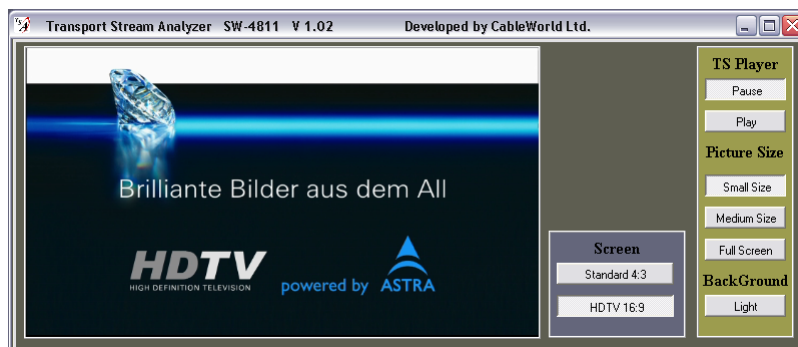 Transport Stream Analyzer SW-4811 V 1.02 Developed by CableWorld Ltd.
Brilliante Bilder aus dem All
HDTV
HIGH DEFINITION TELEVISION
powered by ASTRA
Screen
Standard 4:3
HDTV 16:9
TS Player
Pause
Play
Picture Size
Small Size
Medium Size
Full Screen
BackGround
Light